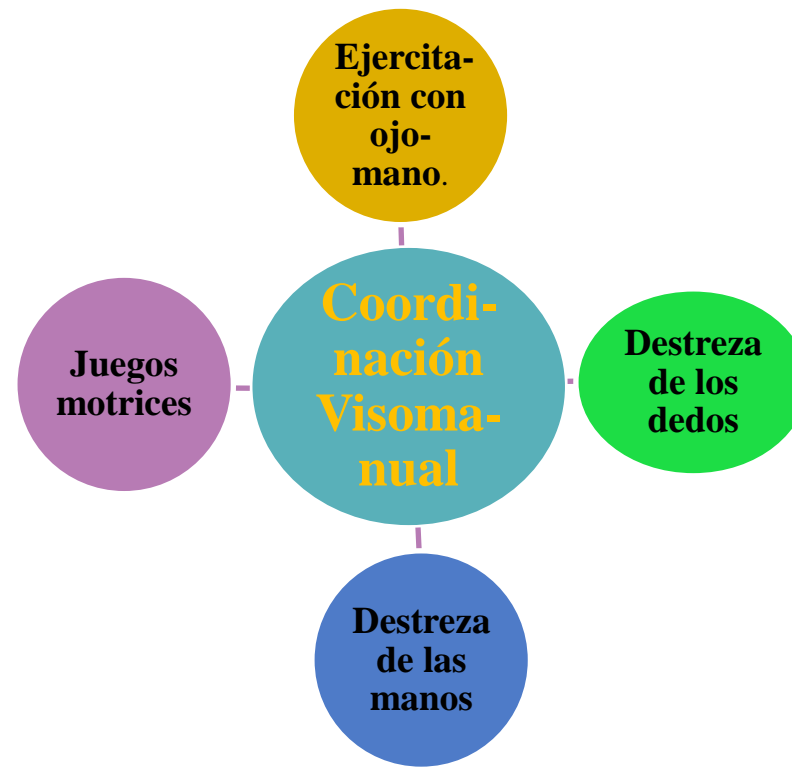 Ejercita-
ción con
ojo-
mano.
Coordi-
nación
Visoma-
nual
Juegos
motrices
Destreza
de los
dedos
Destreza
de las
manos